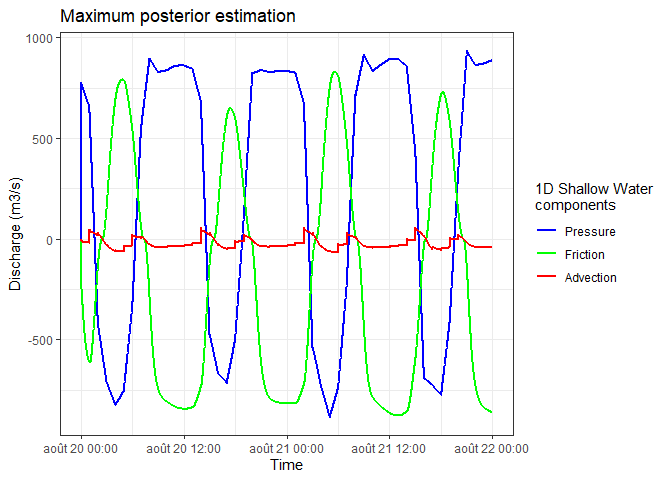 Maximum posterior estimation
1000
500
0
-500
Discharge (m3/s)
août 20 00:00
août 20 12:00
août 21 00:00
août 21 12:00
août 22 00:00
Time
1D Shallow Water
components
Pressure
Friction
Advection